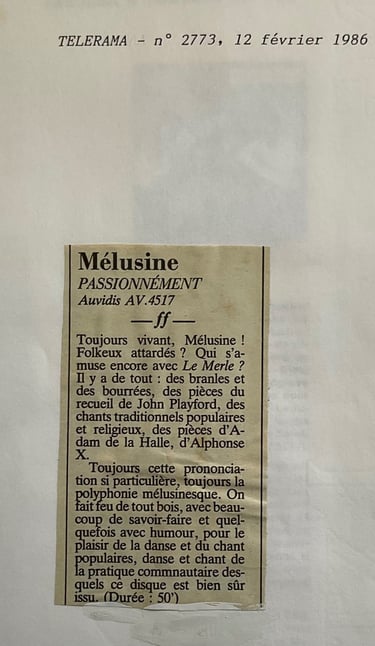 TELERAMA - n° 2773, 12 février 1986
Mélusine
PASSIONNÉMENT
Auvidis AV.4517
—ff—
Toujours vivant, Mélusine !
Folkeux attardés ? Qui s'a-
muse encore avec Le Merle ?
Il y a de tout : des branles et
des bourrées, des pièces du
recueil de John Playford, des
chants traditionnels populaires
et religieux, des pièces d'A-
dam de la Halle, d'Alphonse
X.
Toujours cette prononcia-
tion si particulière, toujours la
polyphonie mélusinesque. On
fait feu de tout bois, avec beau-
coup de savoir-faire et quel-
quefois avec humour, pour le
plaisir de la danse et du chant
populaires, danse et chant de
la pratique commnautaire des-
quels ce disque est bien sûr
issu. (Durée : 50')